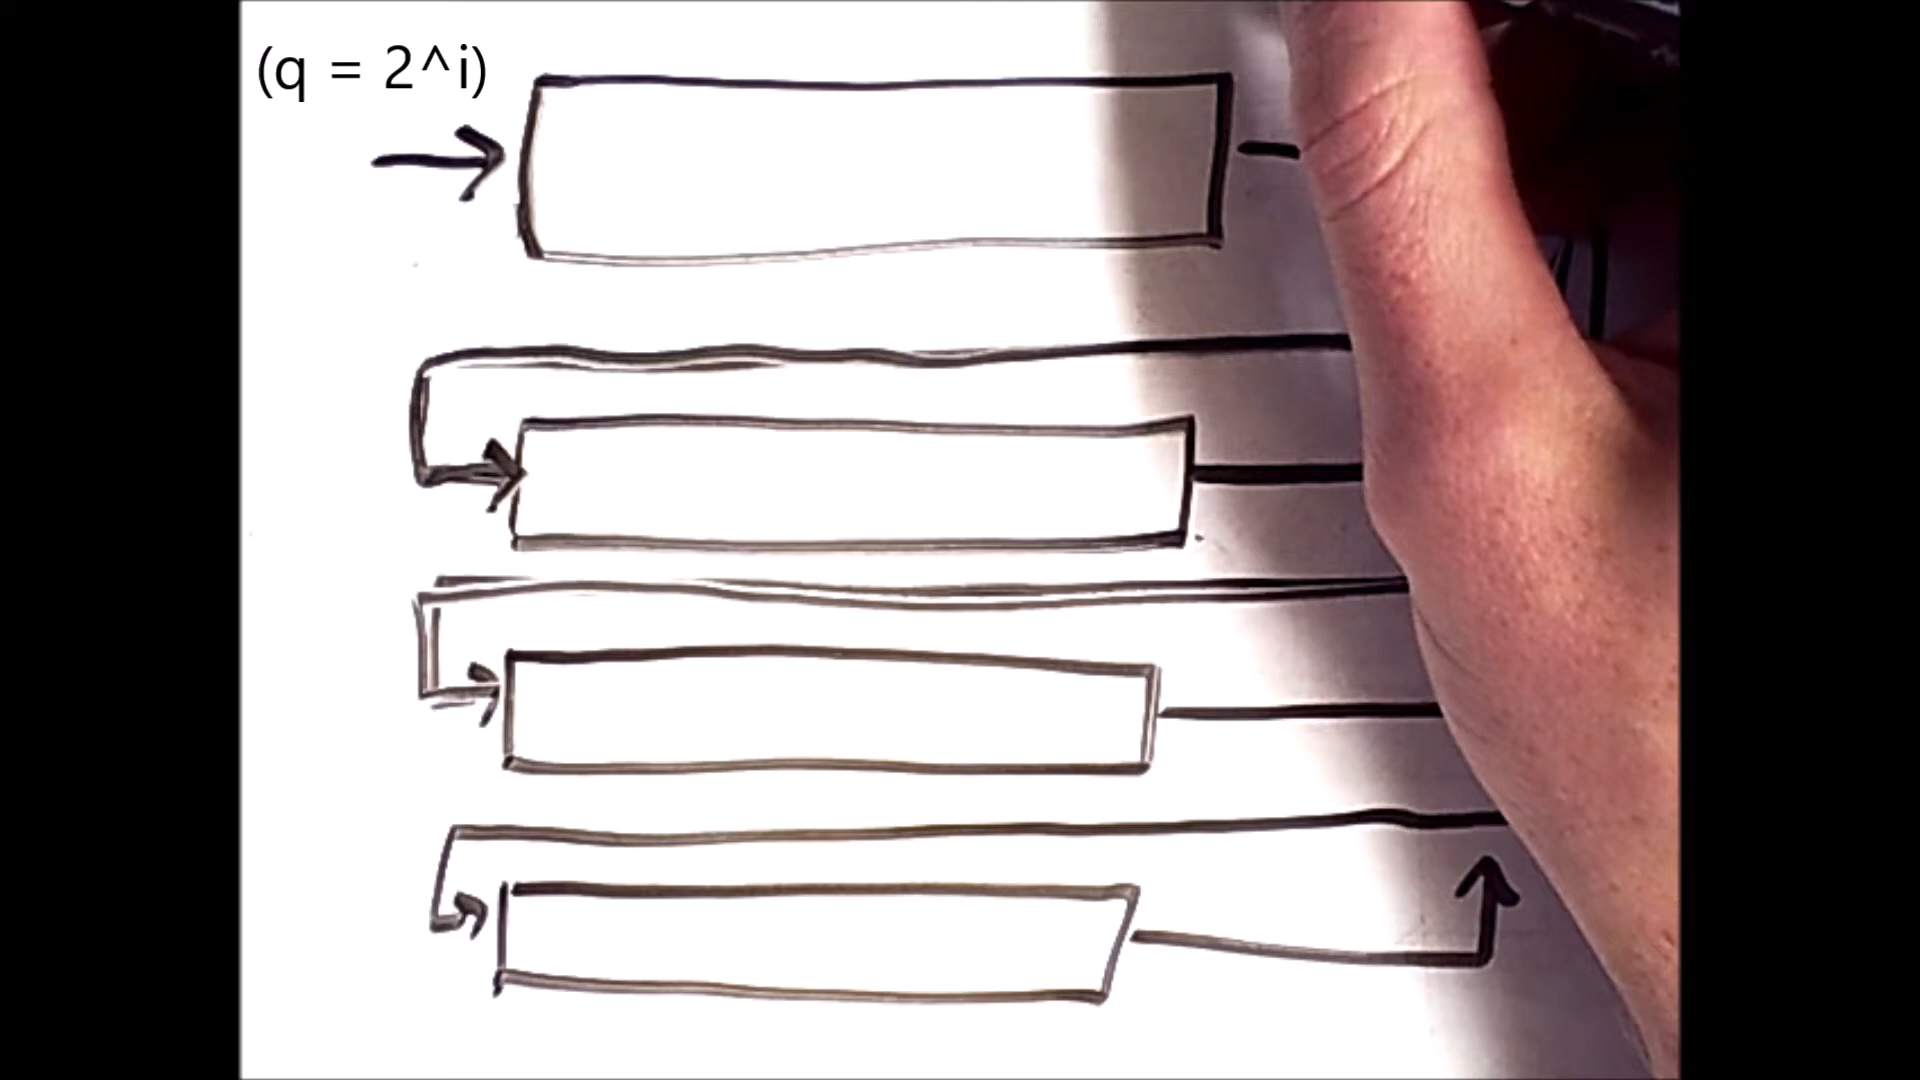 (q = 2^i)